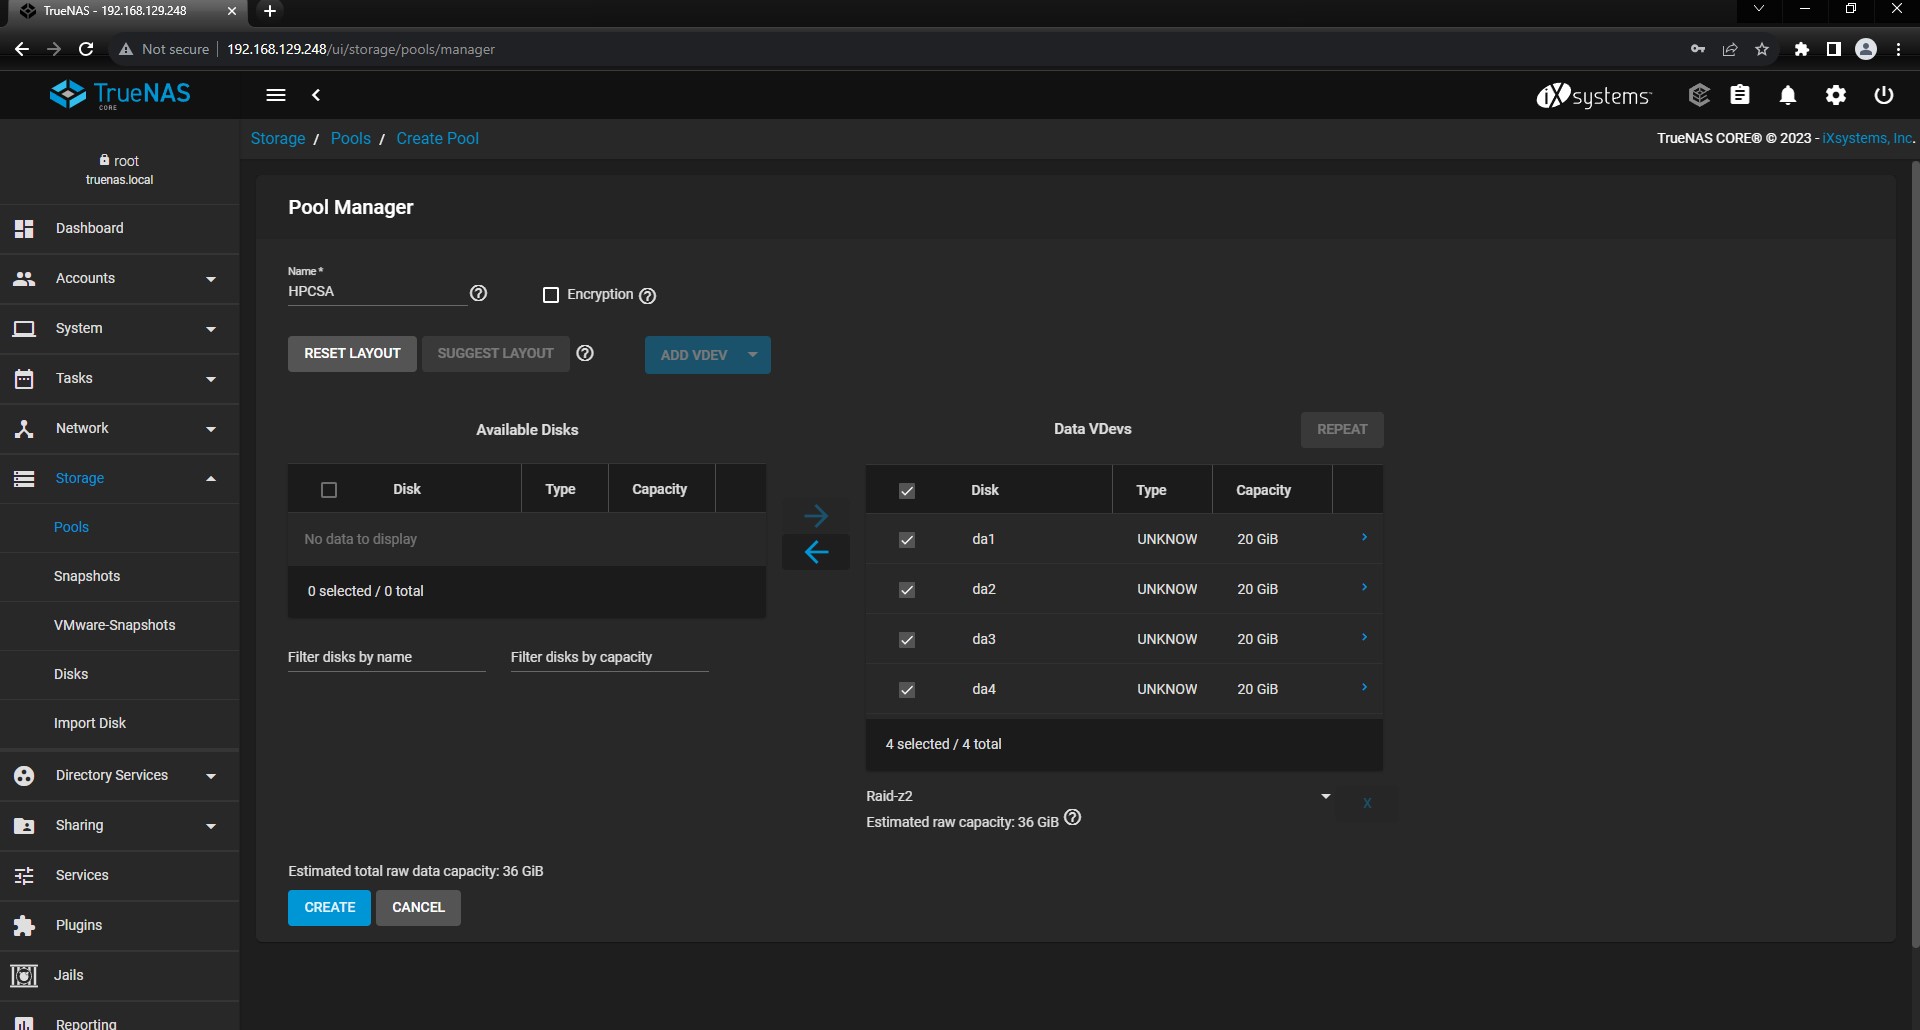 TrueNAS - 192.168.129.248
Not secure
192.168.129.248/ui/storage/pools/manager
TrueNAS
CORE
iXsystems
Storage / Pools / Create Pool
TrueNAS CORE® © 2023 - iXsystems, Inc.
root
truenas.local
Dashboard
Accounts
System
Tasks
Network
Storage
Pools
Snapshots
VMware-Snapshots
Disks
Import Disk
Directory Services
Sharing
Services
Plugins
Jails
Reporting
Pool Manager
Name *
HPCSA
Encryption
RESET LAYOUT
SUGGEST LAYOUT
ADD VDEV
Available Disks
Disk Type Capacity
No data to display
0 selected / 0 total
Filter disks by name
Filter disks by capacity
Data VDevs
REPEAT
Disk Type Capacity
da1 UNKNOW 20 GiB
da2 UNKNOW 20 GiB
da3 UNKNOW 20 GiB
da4 UNKNOW 20 GiB
4 selected / 4 total
Raid-z2
X
Estimated raw capacity: 36 GiB
Estimated total raw data capacity: 36 GiB
CREATE
CANCEL